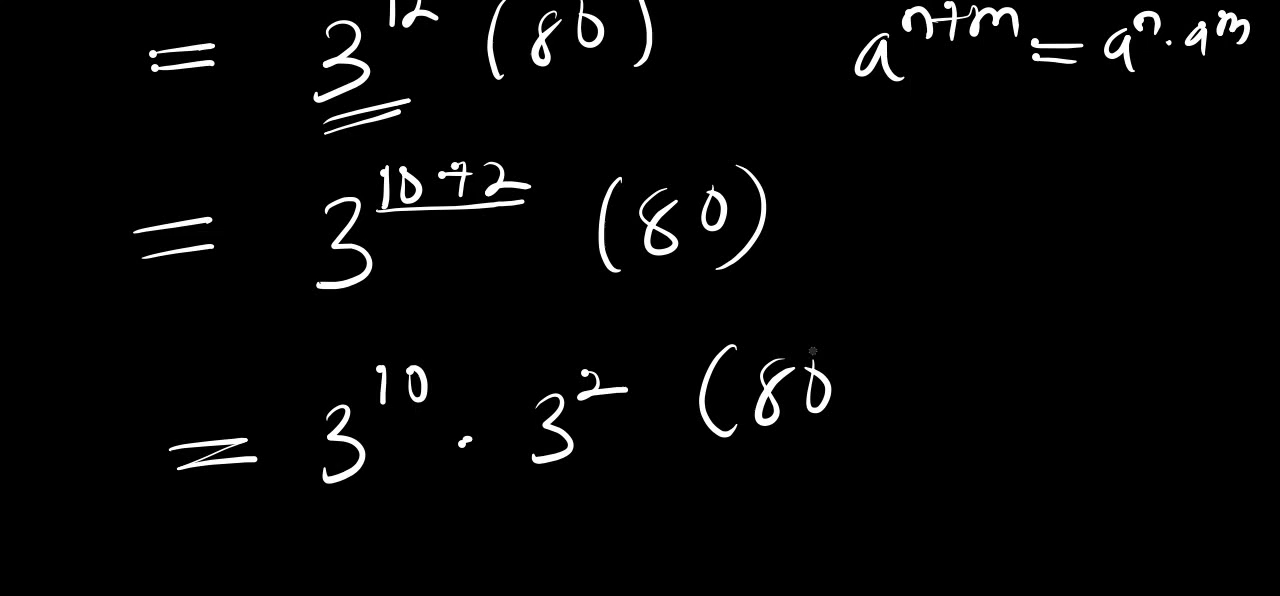 = 3^12 (80) a^n+m = a^n · a^m
= 3^10+2 (80)
= 3^10 · 3^2 (80